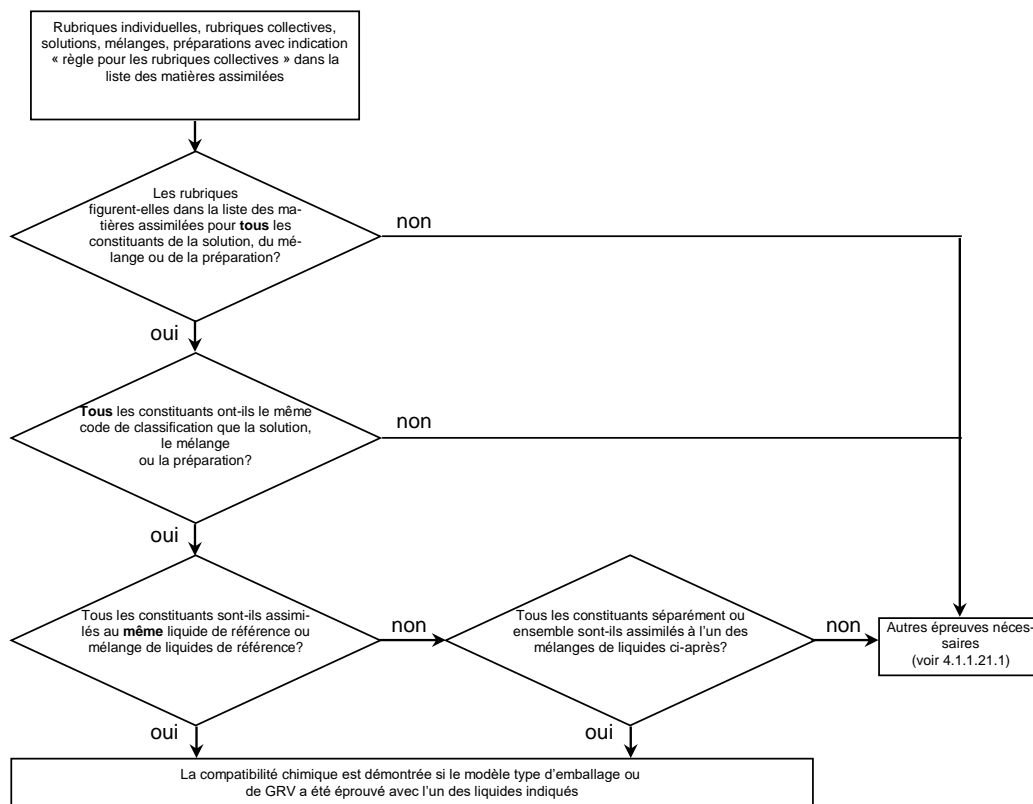 Rubriques individuelles, rubriques collectives,
solutions, mélanges, préparations avec indication
« règle pour les rubriques collectives » dans la
liste des matières assimilées
Les rubriques
figurent-elles dans la liste des ma-
tières assimilées pour tous les
constituants de la solution, du mé-
lange ou de la préparation?
non
oui
Tous les constituants ont-ils le même
code de classification que la solution,
le mélange
ou la préparation?
non
oui
Tous les constituants sont-ils assimi-
lés au même liquide de référence ou
mélange de liquides de référence?
non
Tous les constituants séparément ou
ensemble sont-ils assimilés à l'un des
mélanges de liquides ci-après?
non
Autres épreuves néces-
saires
(voir 4.1.1.21.1)
oui
oui
La compatibilité chimique est démontrée si le modèle type d'emballage ou
de GRV a été éprouvé avec l'un des liquides indiqués